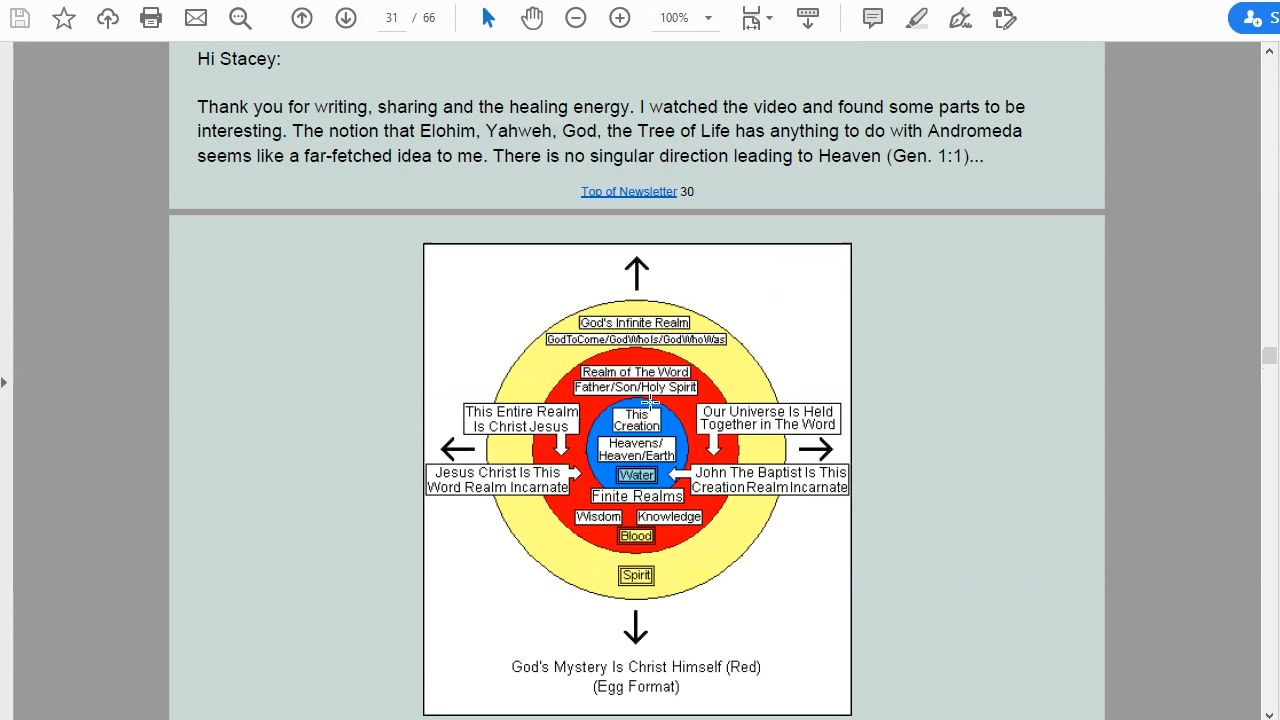 31 / 66
100%
S
Hi Stacey:
Thank you for writing, sharing and the healing energy. I watched the video and found some parts to be
interesting. The notion that Elohim, Yahweh, God, the Tree of Life has anything to do with Andromeda
seems like a far-fetched idea to me. There is no singular direction leading to Heaven (Gen. 1:1)...
Top of Newsletter 30
God's Infinite Realm
GodToCome/GodWhoIs/GodWhoWas
Realm of The Word
Father/Son/Holy Spirit
This Entire Realm
Is Christ Jesus
This
Creation
Our Universe Is Held
Together in The Word
Heavens/
Heaven/Earth
Jesus Christ Is This
Word Realm Incarnate
Water
John The Baptist Is This
Creation Realm Incarnate
Finite Realms
Wisdom
Knowledge
Blood
Spirit
God's Mystery Is Christ Himself (Red)
(Egg Format)